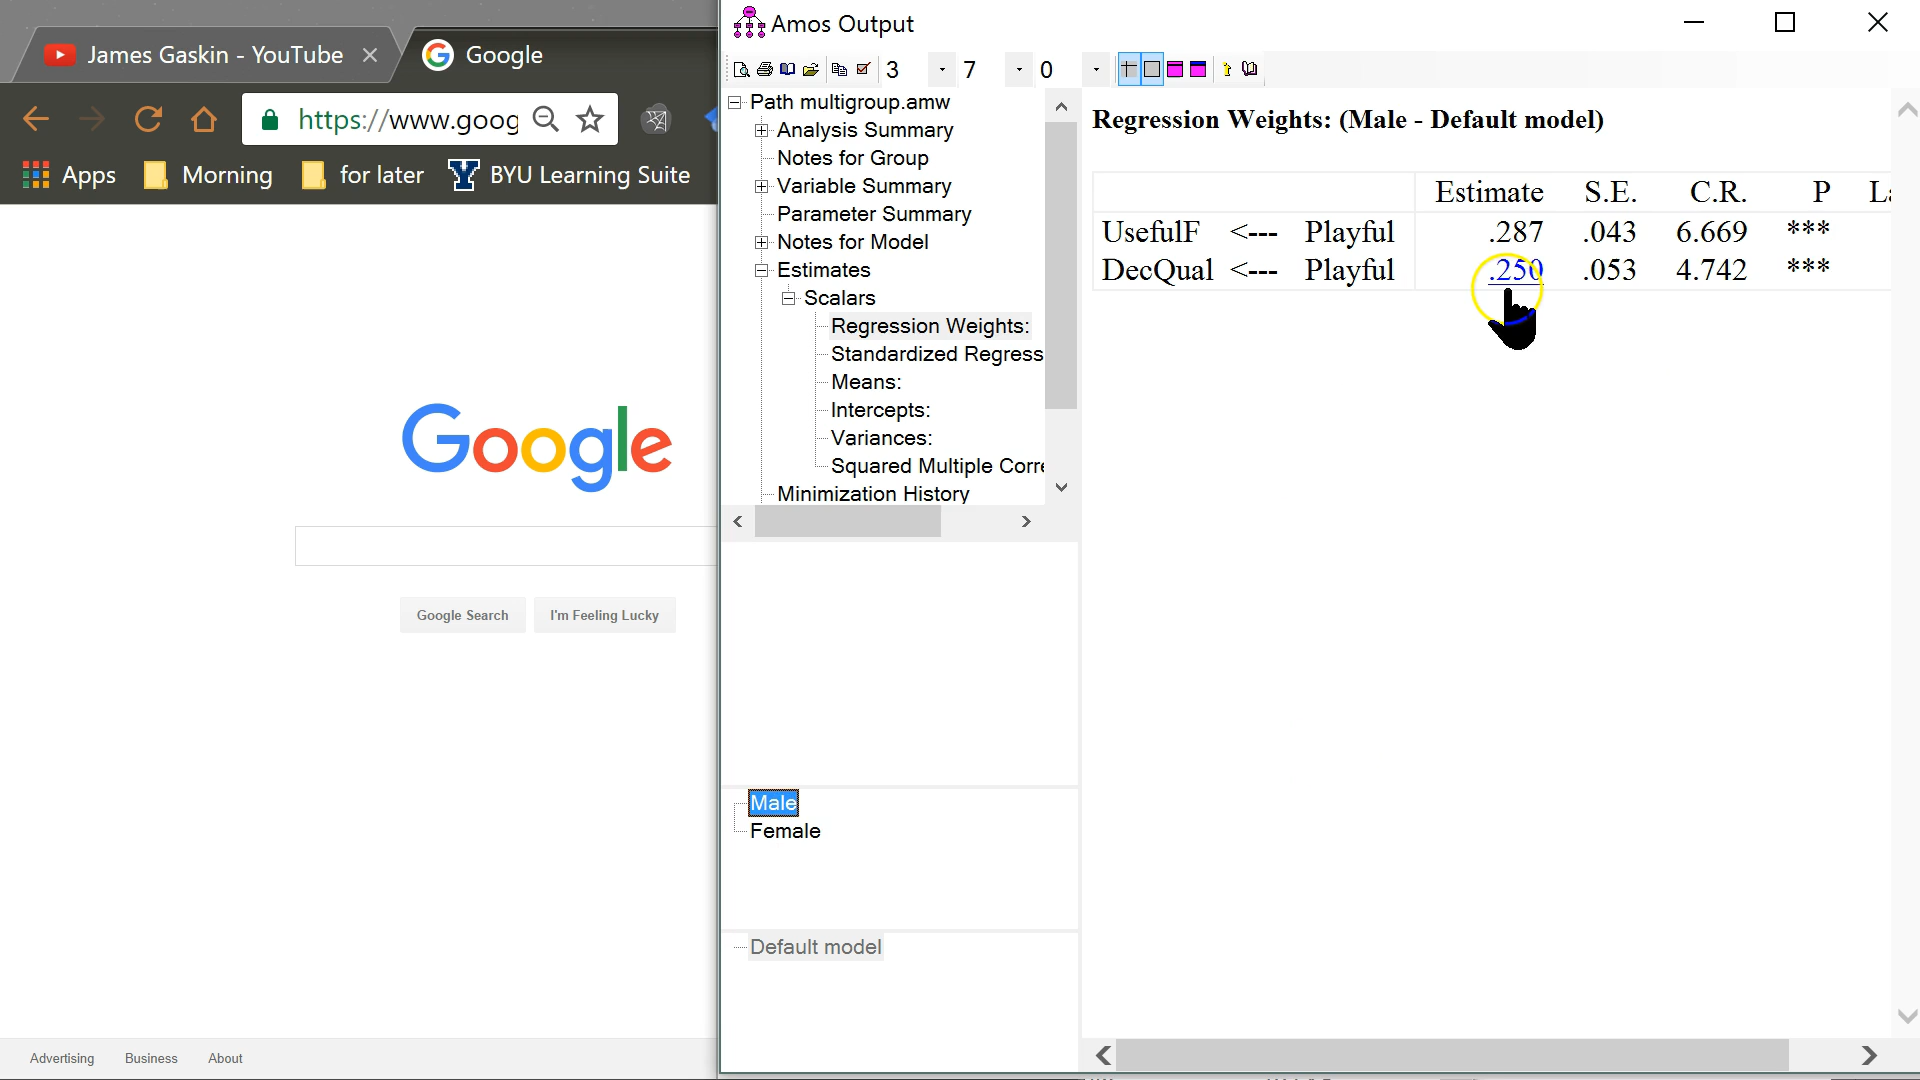 James Gaskin - YouTube
Google
https://www.goog
Apps
Morning
for later
BYU Learning Suite
Google
Google Search
I'm Feeling Lucky
Advertising
Business
About
Amos Output
3
7
0
Path multigroup.amw
Analysis Summary
Notes for Group
Variable Summary
Parameter Summary
Notes for Model
Estimates
Scalars
Regression Weights:
Standardized Regress
Means:
Intercepts:
Variances:
Squared Multiple Corre
Minimization History
Male
Female
Default model
Regression Weights: (Male - Default model)
Estimate S.E. C.R. P La
UsefulF <--- Playful .287 .043 6.669 ***
DecQual <--- Playful .250 .053 4.742 ***